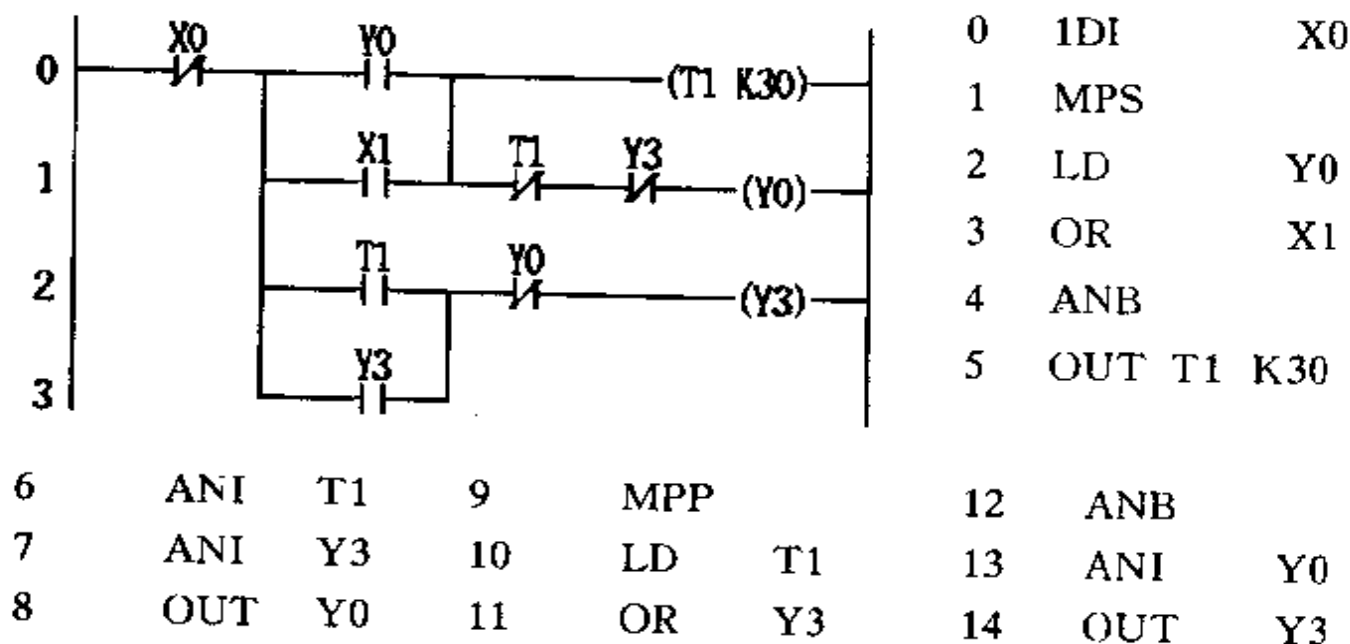 X0 Y0
0 (T1 K30)
X1 T1 Y3
1 (Y0)
T1 Y0
2 (Y3)
Y3
3
0 1DI X0
1 MPS
2 LD Y0
3 OR X1
4 ANB
5 OUT T1 K30
6 ANI T1 9 MPP 12 ANB
7 ANI Y3 10 LD T1 13 ANI Y0
8 OUT Y0 11 OR Y3 14 OUT Y3